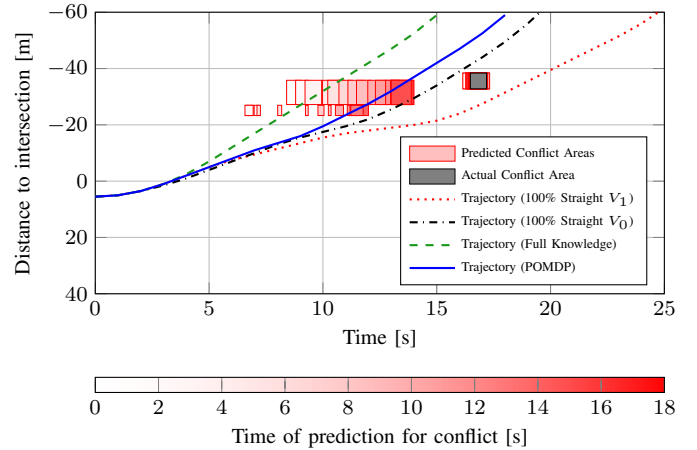 Distance to intersection [m]
−60
−40
−20
0
20
40
Predicted Conflict Areas
Actual Conflict Area
Trajectory (100% Straight V1)
Trajectory (100% Straight V0)
Trajectory (Full Knowledge)
Trajectory (POMDP)
0 5 10 15 20 25
Time [s]
0 2 4 6 8 10 12 14 16 18
Time of prediction for conflict [s]